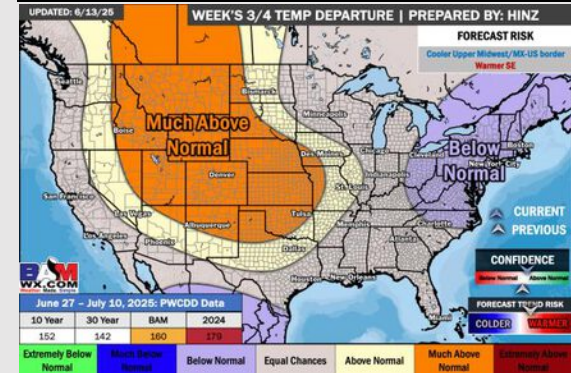 UPDATED: 6/13/25
WEEK'S 3/4 TEMP DEPARTURE | PREPARED BY: HINZ
FORECAST RISK
Cooler Upper Midwest/MX-US border
Warmer SE
Seattle
Bismarck
Minneapolis
Boise
Much Above
Normal
Des Moines
Chicago
Cleveland
Boston
New York City
Below
Normal
Denver
Indianapolis
St. Louis
San Francisco
Las Vegas
Tulsa
Albuquerque
Memphis
Charlotte
Los Angeles
Phoenix
Dallas
Atlanta
Houston
New Orleans
Miami
CURRENT
PREVIOUS
CONFIDENCE
Below Normal
Above Normal
FORECAST TREND RISK
COLDER
WARMER
BAM
WX.COM
Weather Made Simple
June 27 – July 10, 2025: PWCDD Data
10 Year 30 Year BAM 2024
152 142 160 179
Extremely Below Normal
Much Below Normal
Below Normal
Equal Chances
Above Normal
Much Above Normal
Extremely Above Normal